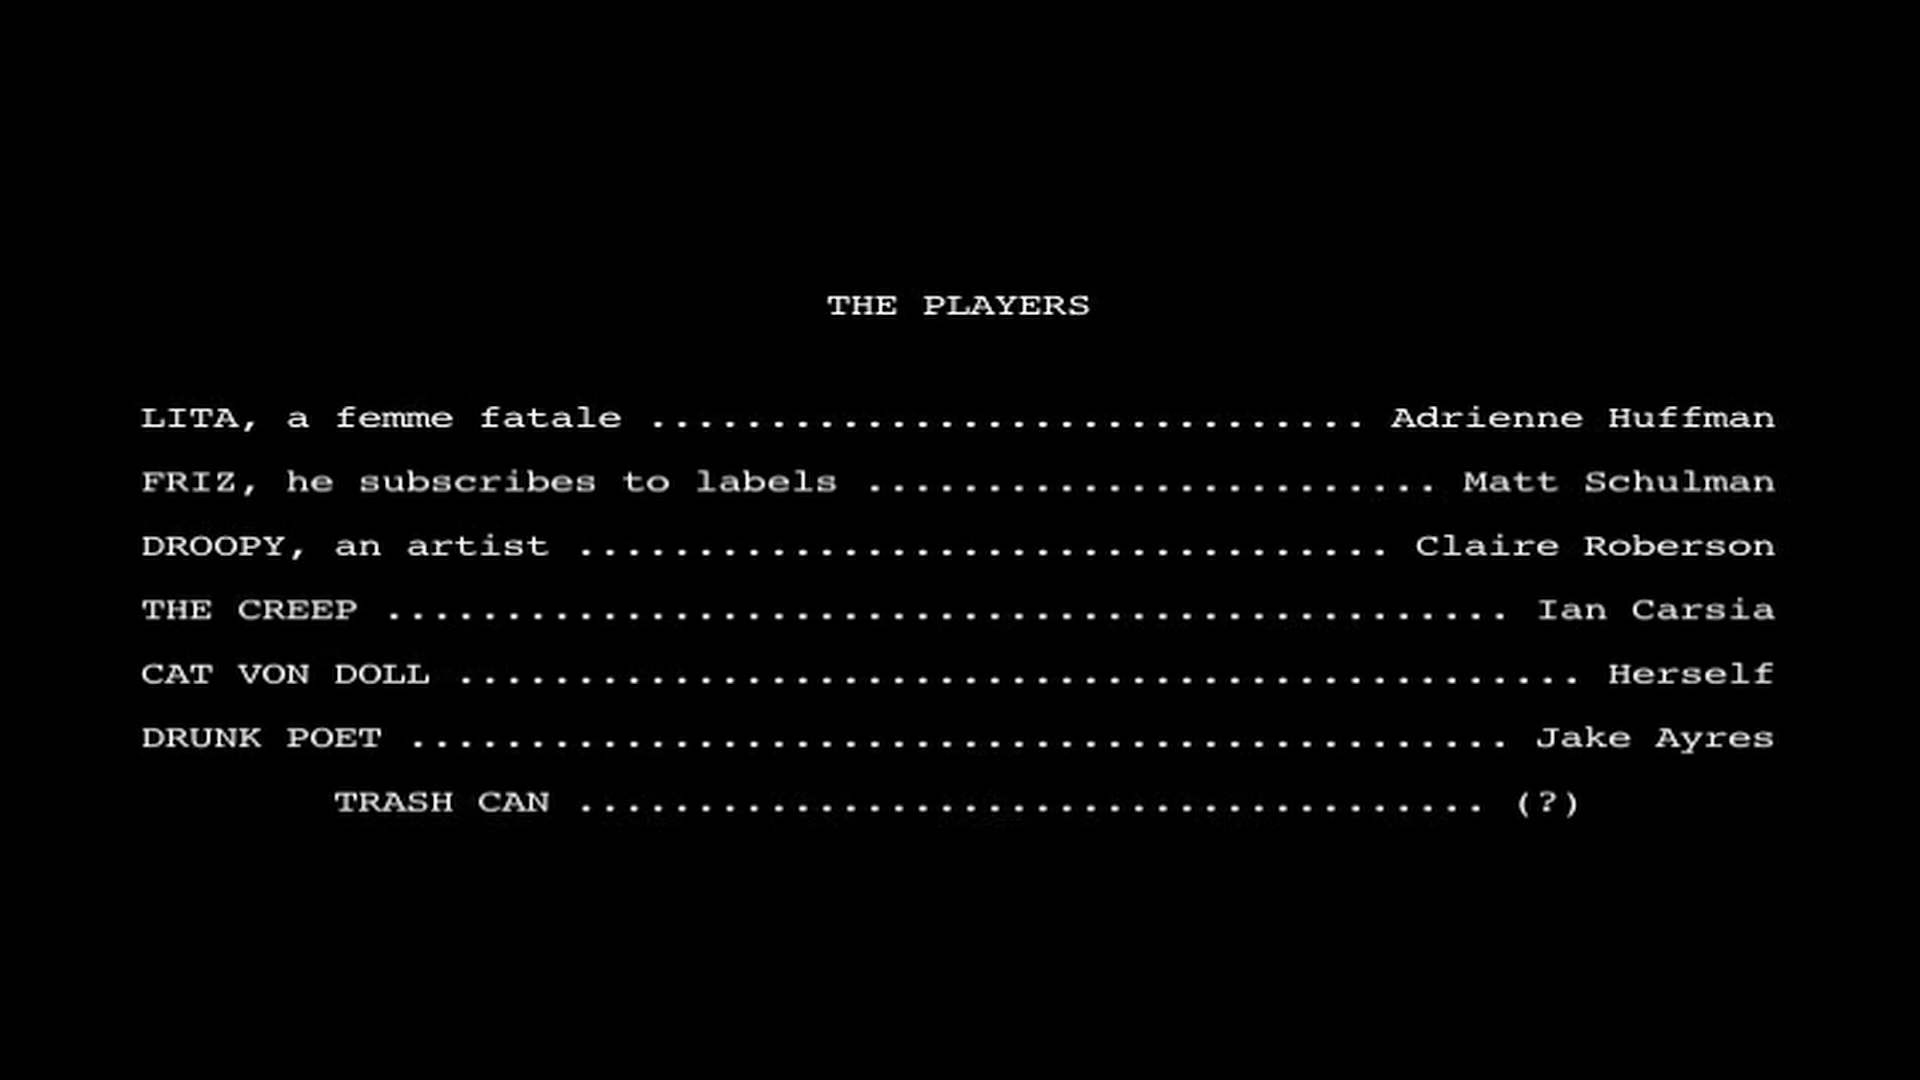 THE PLAYERS
LITA, a femme fatale .............................. Adrienne Huffman
FRIZ, he subscribes to labels ........................ Matt Schulman
DROOPY, an artist .................................. Claire Roberson
THE CREEP ............................................... Ian Carsia
CAT VON DOLL ............................................... Herself
DRUNK POET .............................................. Jake Ayres
TRASH CAN ...................................... (?)